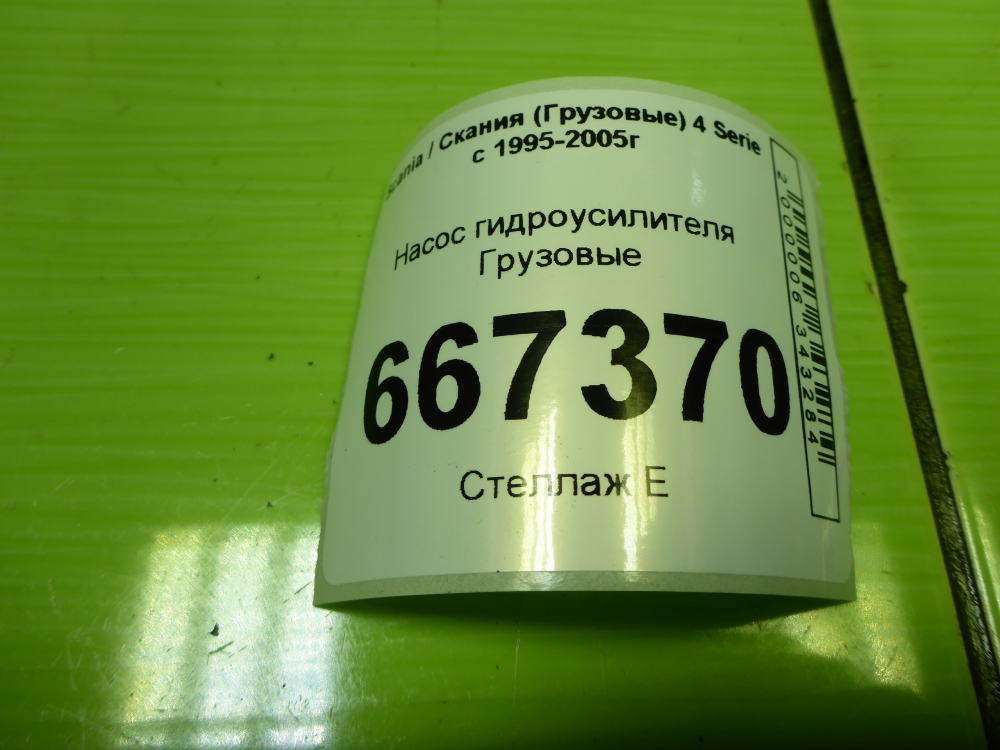 Scania / Скания (Грузовые) 4 Serie
с 1995-2005г
Насос гидроусилителя
Грузовые
667370
Стеллаж Е
2000006343284